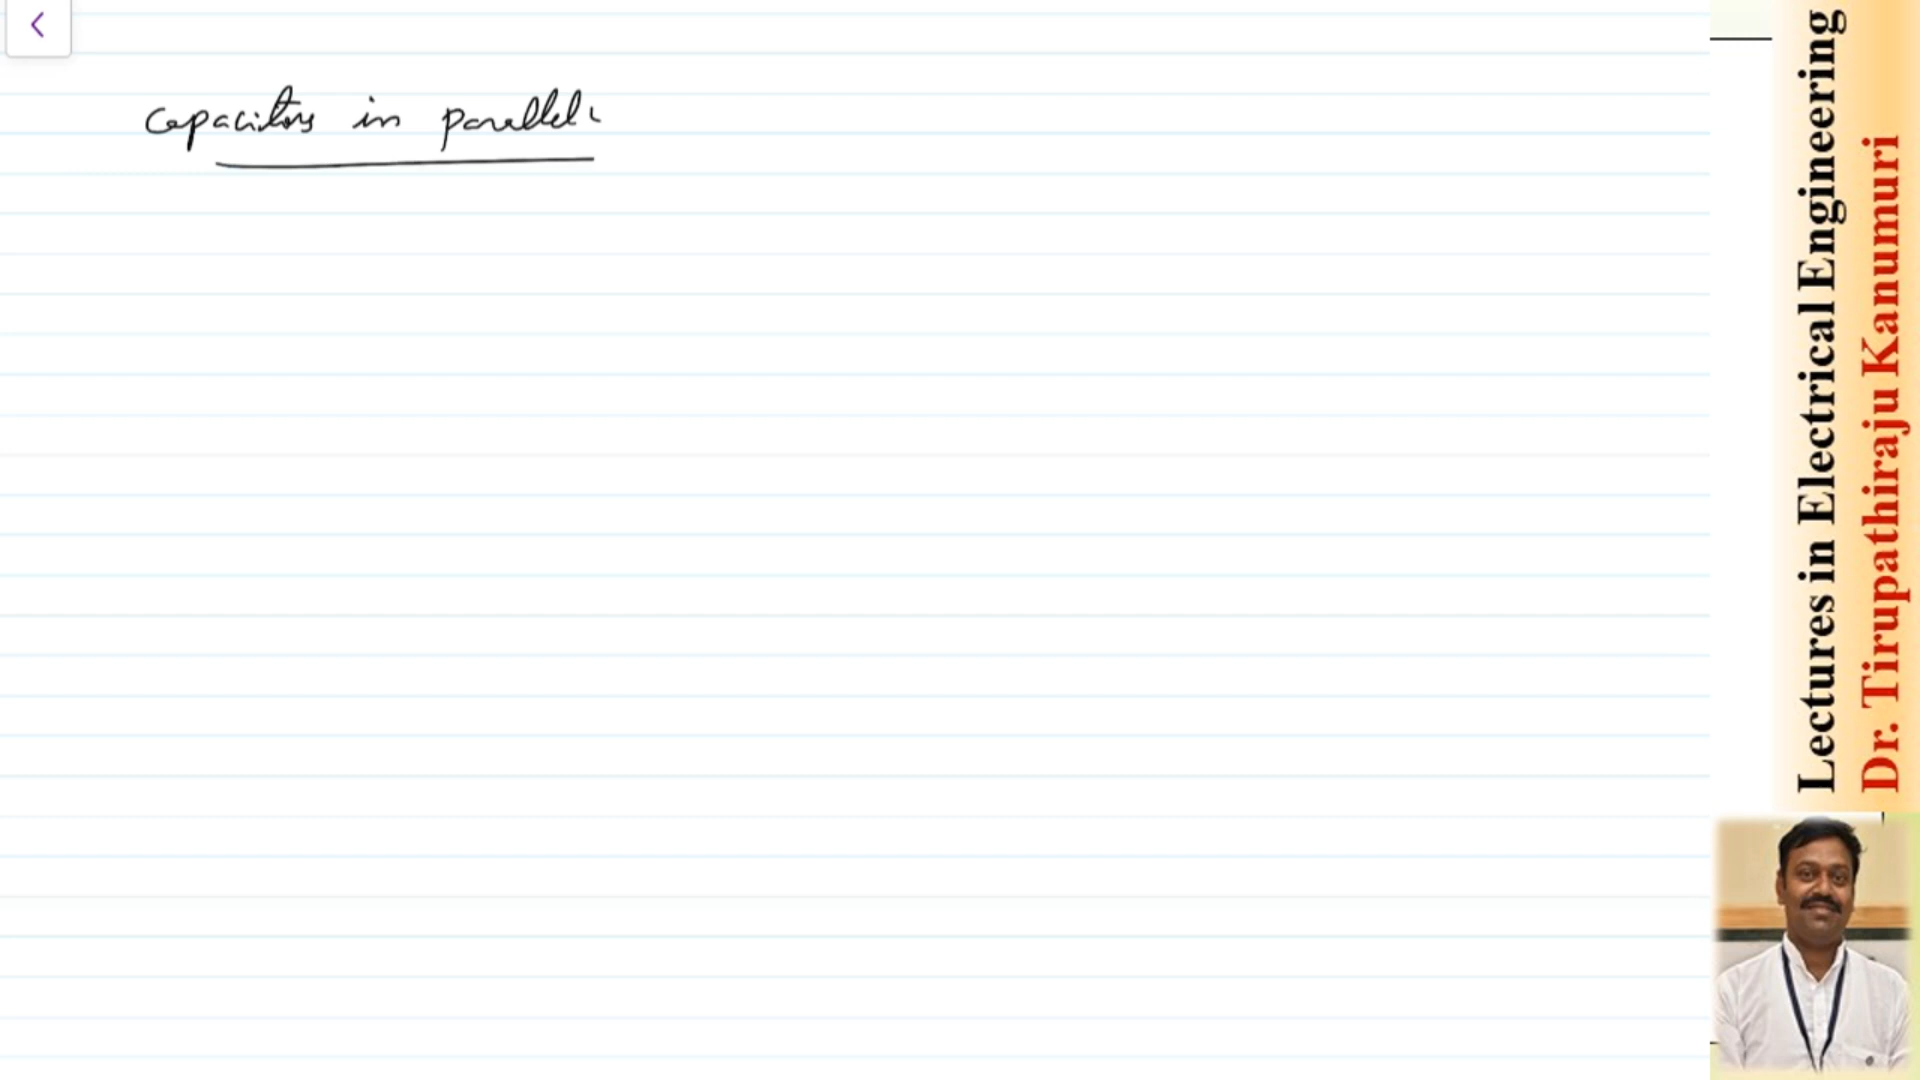 capacitors in parallel:
Lectures in Electrical Engineering
Dr. Tirupathiraju Kanumuri